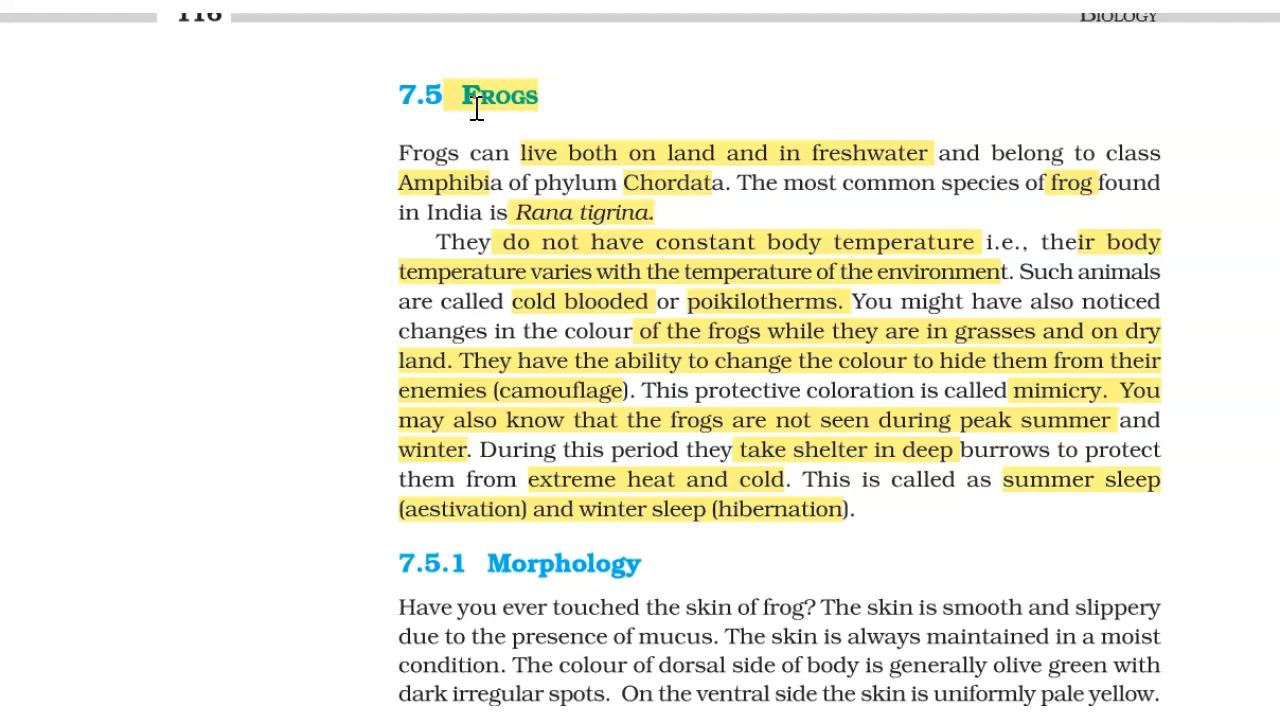 116
BIOLOGY
7.5 FROGS
Frogs can live both on land and in freshwater and belong to class
Amphibia of phylum Chordata. The most common species of frog found
in India is Rana tigrina.
They do not have constant body temperature i.e., their body
temperature varies with the temperature of the environment. Such animals
are called cold blooded or poikilotherms. You might have also noticed
changes in the colour of the frogs while they are in grasses and on dry
land. They have the ability to change the colour to hide them from their
enemies (camouflage). This protective coloration is called mimicry. You
may also know that the frogs are not seen during peak summer and
winter. During this period they take shelter in deep burrows to protect
them from extreme heat and cold. This is called as summer sleep
(aestivation) and winter sleep (hibernation).
7.5.1 Morphology
Have you ever touched the skin of frog? The skin is smooth and slippery
due to the presence of mucus. The skin is always maintained in a moist
condition. The colour of dorsal side of body is generally olive green with
dark irregular spots. On the ventral side the skin is uniformly pale yellow.